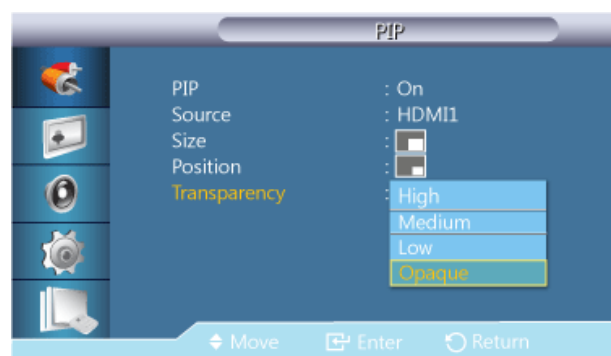 PIP
PIP : On
Source : HDMI1
Size :
Position :
Transparency : High
Medium
Low
Opaque
Move Enter Return